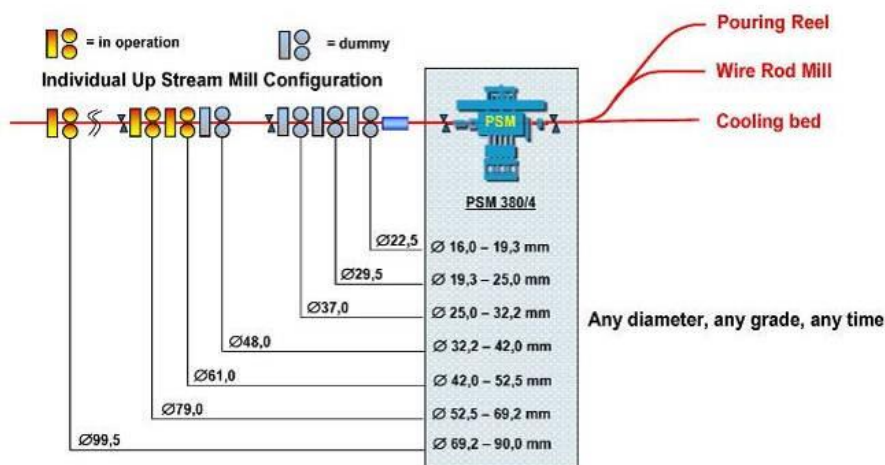 Pouring Reel
= in operation
= dummy
Individual Up Stream Mill Configuration
Wire Rod Mill
PSM
Cooling bed
PSM 380/4
Ø22,5
Ø 16,0 – 19,3 mm
Ø29,5
Ø 19,3 – 25,0 mm
Ø37,0
Ø 25,0 – 32,2 mm
Any diameter, any grade, any time
Ø48,0
Ø 32,2 – 42,0 mm
Ø61,0
Ø 42,0 – 52,5 mm
Ø79,0
Ø 52,5 – 69,2 mm
Ø99,5
Ø 69,2 – 90,0 mm